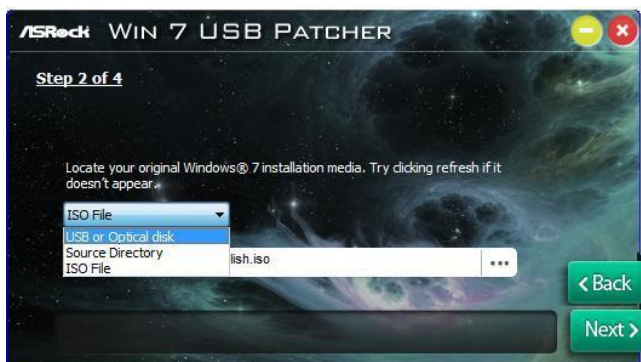 ASRock WIN 7 USB PATCHER
Step 2 of 4
Locate your original Windows® 7 installation media. Try clicking refresh if it
doesn't appear.
ISO File
USB or Optical disk
Source Directory
ISO File
lish.iso
...
< Back
Next >